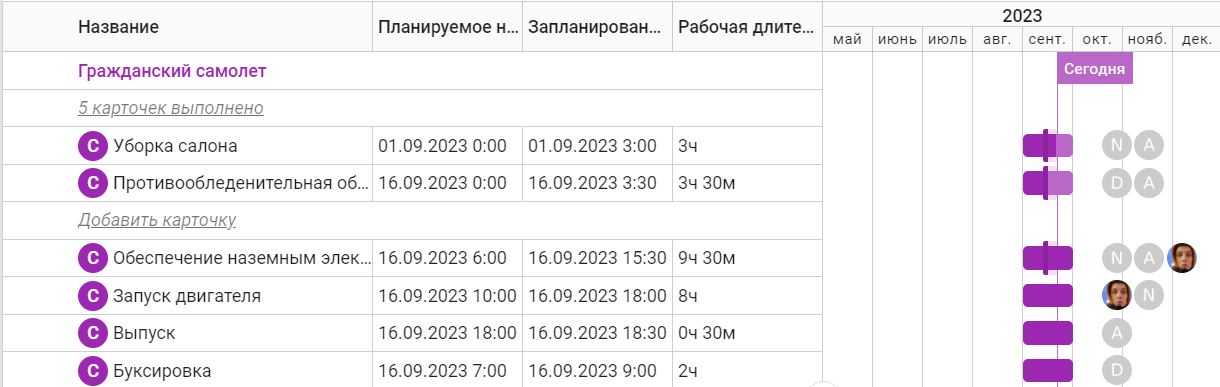 Название Планируемое н... Запланирован... Рабочая длите... 2023
май июнь июль авг. сент. окт. нояб. дек.
Гражданский самолет Сегодня
5 карточек выполнено
С Уборка салона 01.09.2023 0:00 01.09.2023 3:00 3ч N A
С Противообледенительная об... 16.09.2023 0:00 16.09.2023 3:30 3ч 30м D A
Добавить карточку
С Обеспечение наземным элек... 16.09.2023 6:00 16.09.2023 15:30 9ч 30м N A
С Запуск двигателя 16.09.2023 10:00 16.09.2023 18:00 8ч N
С Выпуск 16.09.2023 18:00 16.09.2023 18:30 0ч 30м A
С Буксировка 16.09.2023 7:00 16.09.2023 9:00 2ч D